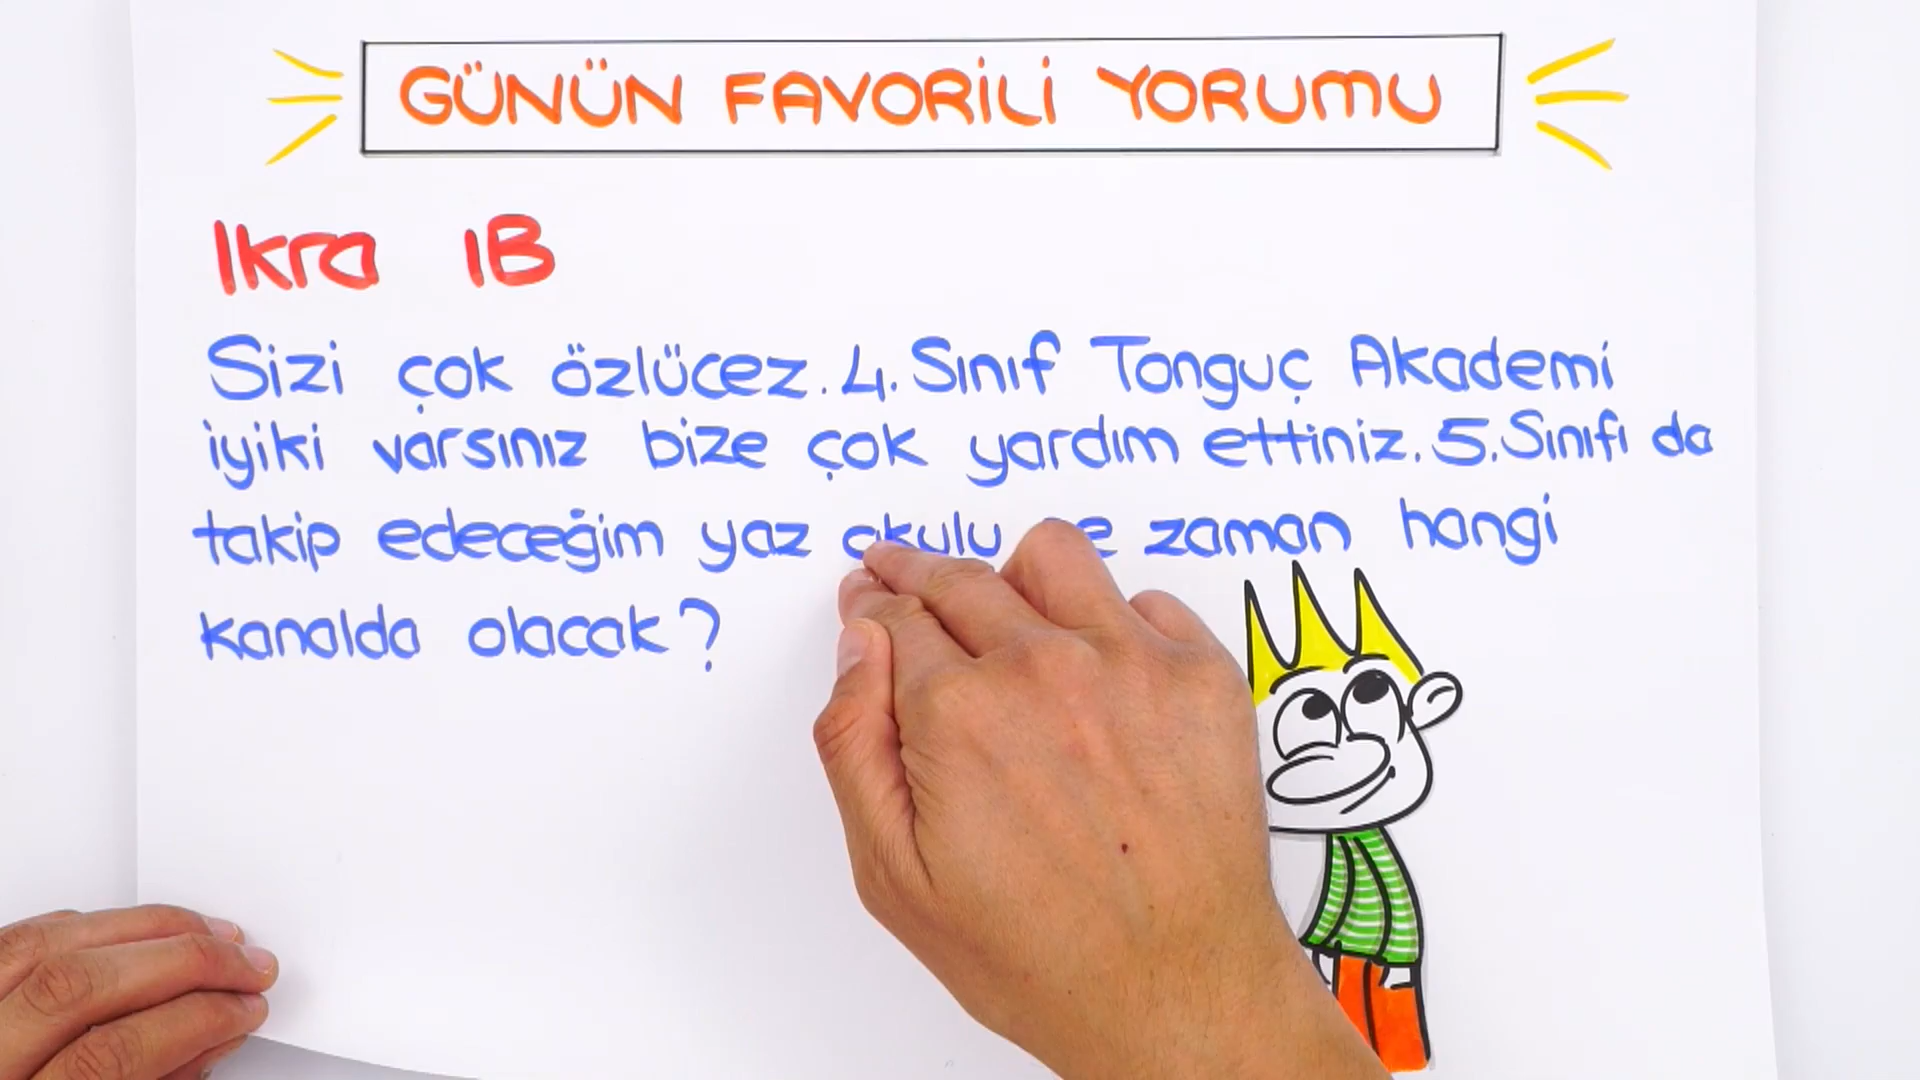 GÜNÜN FAVORİLİ YORUMU
Ikra IB
Sizi çok özlücez. 4. Sınıf Tonguç Akademi
iyiki varsınız bize çok yardım ettiniz. 5. Sınıfı da
takip edeceğim yaz okulu zaman hangi
kanalda olacak?